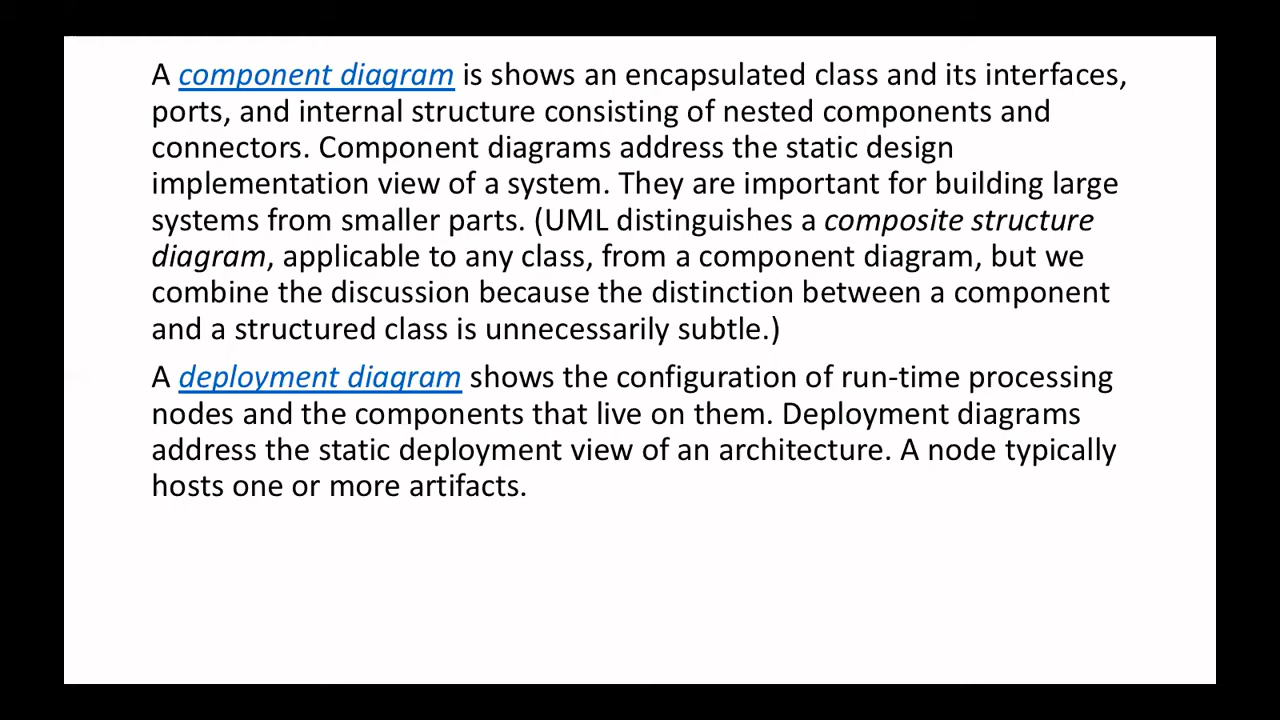 A component diagram is shows an encapsulated class and its interfaces,
ports, and internal structure consisting of nested components and
connectors. Component diagrams address the static design
implementation view of a system. They are important for building large
systems from smaller parts. (UML distinguishes a composite structure
diagram, applicable to any class, from a component diagram, but we
combine the discussion because the distinction between a component
and a structured class is unnecessarily subtle.)
A deployment diagram shows the configuration of run-time processing
nodes and the components that live on them. Deployment diagrams
address the static deployment view of an architecture. A node typically
hosts one or more artifacts.